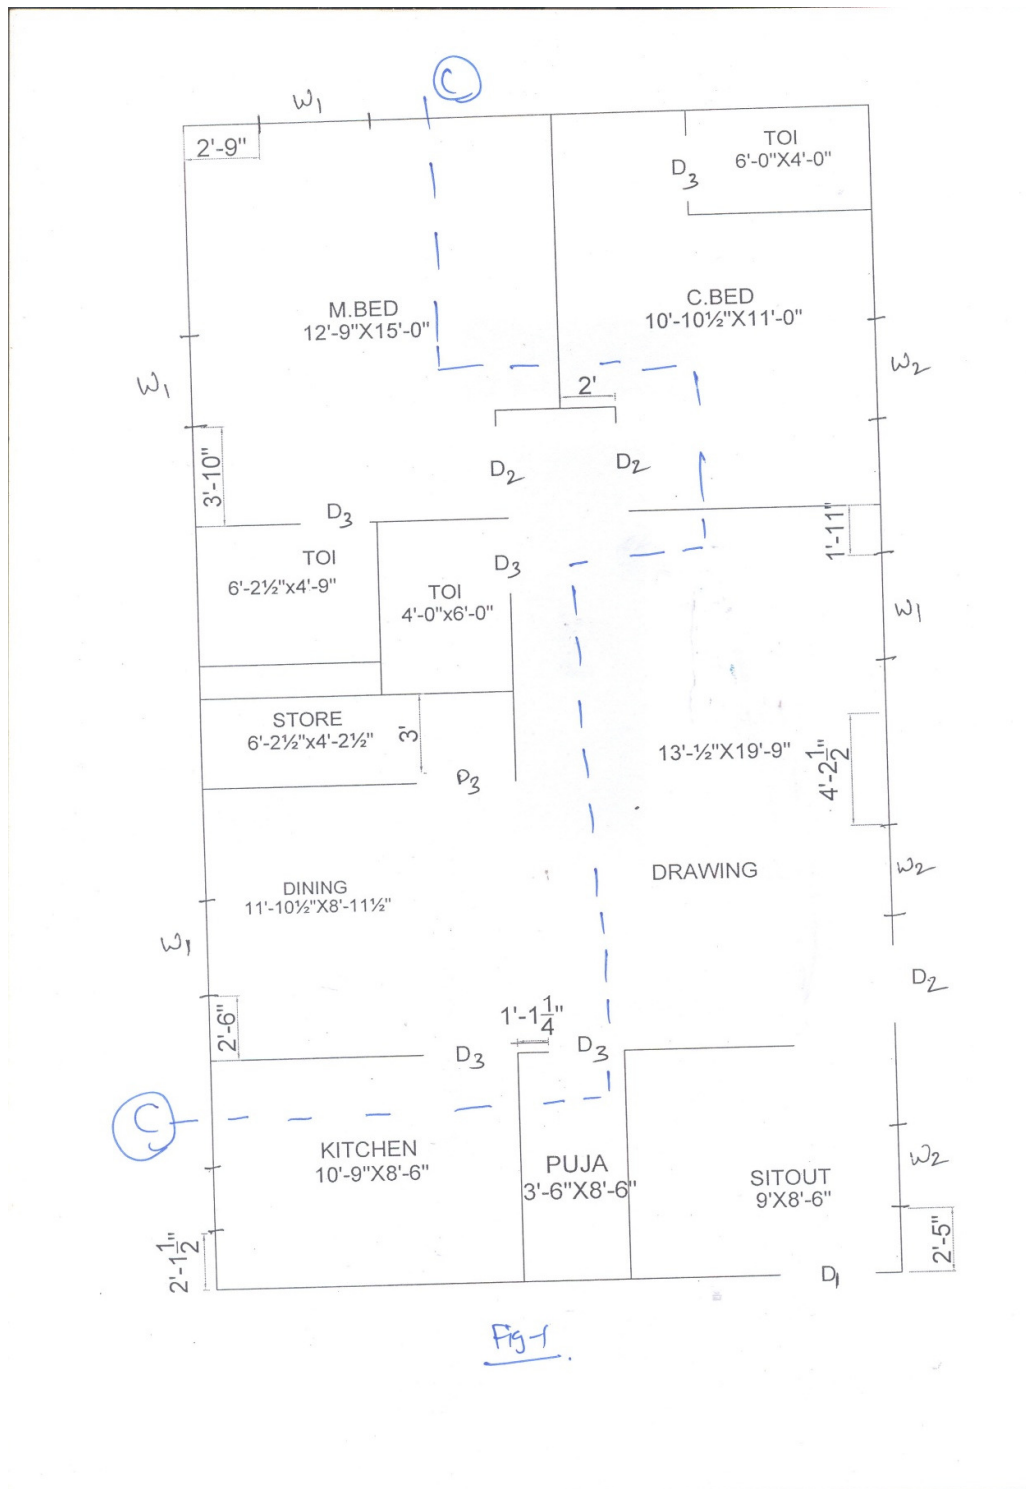 C
W1
2'-9"
TOI
6'-0"X4'-0"
D3
M.BED
12'-9"X15'-0"
C.BED
10'-10½"X11'-0"
W1
W2
2'
3'-10"
D2
D2
D3
1'-11"
TOI
6'-2½"x4'-9"
D3
TOI
4'-0"x6'-0"
W1
STORE
6'-2½"x4'-2½"
3'
D3
13'-½"X19'-9"
4'-2½"
DRAWING
W2
DINING
11'-10½"X8'-11½"
W1
D2
2'-6"
1'-1¼"
D3
D3
C
KITCHEN
10'-9"X8'-6"
PUJA
3'-6"X8'-6"
SITOUT
9'X8'-6"
W2
2'-1½"
2'-5"
D1
Fig-1